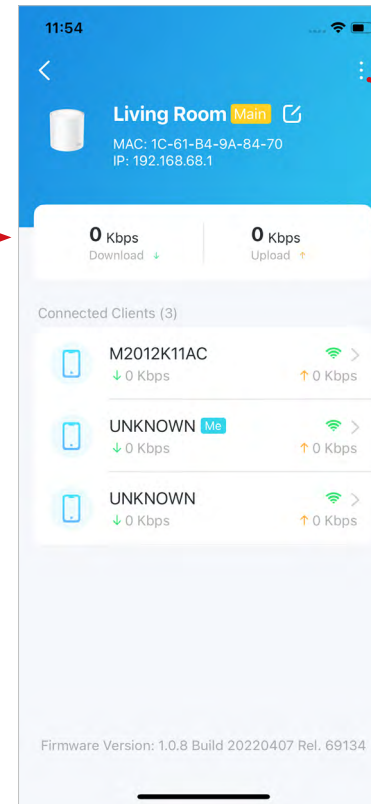 11:54
Living Room Main
MAC: 1C-61-B4-9A-84-70
IP: 192.168.68.1
0 Kbps 0 Kbps
Download ↓ Upload ↑
Connected Clients (3)
M2012K11AC
↓ 0 Kbps ↑ 0 Kbps
UNKNOWN Me
↓ 0 Kbps ↑ 0 Kbps
UNKNOWN
↓ 0 Kbps ↑ 0 Kbps
Firmware Version: 1.0.8 Build 20220407 Rel. 69134